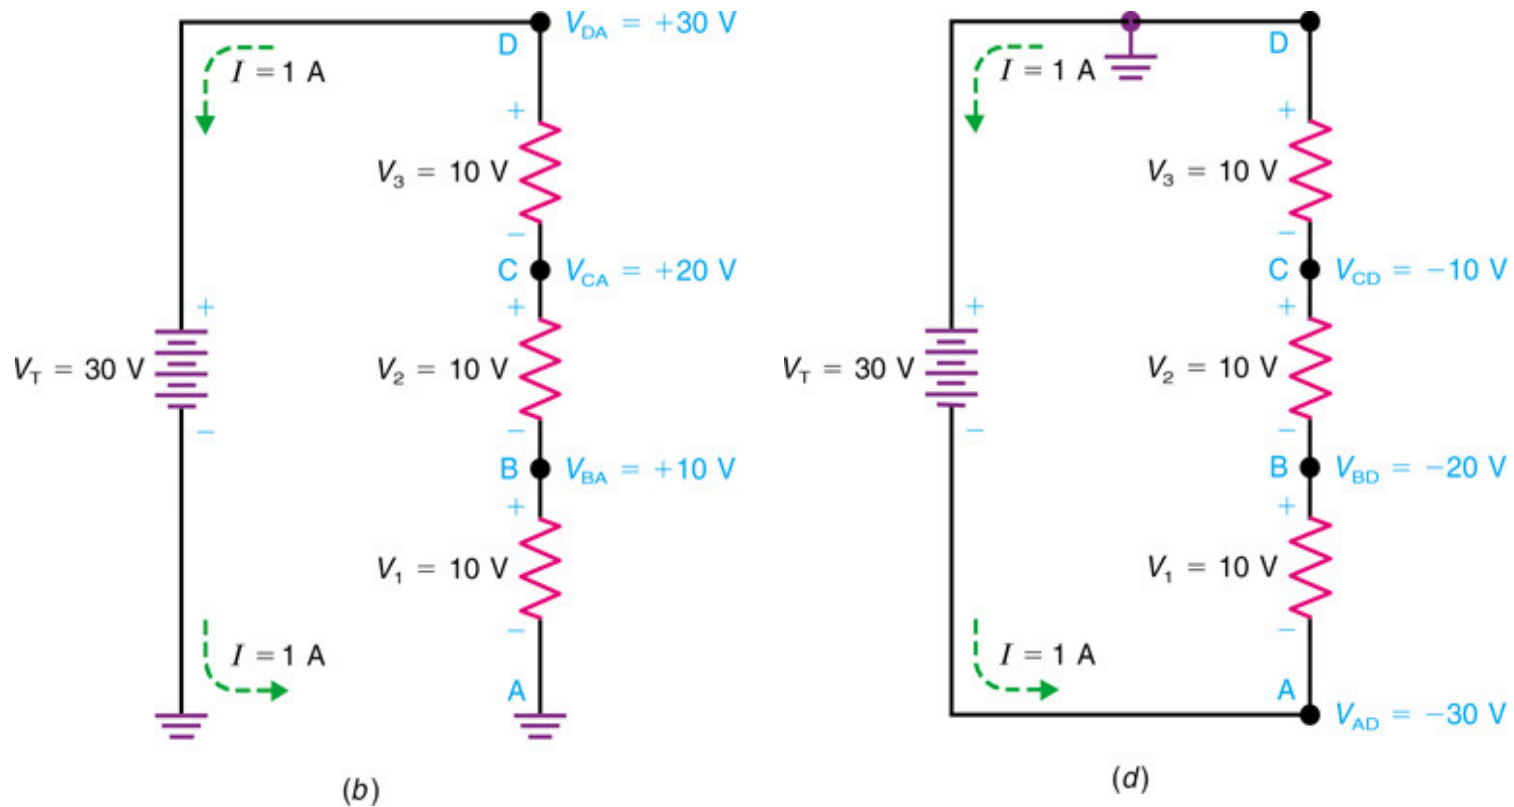 D
V_DA = +30 V
I = 1 A
+
V_3 = 10 V
−
C
V_CA = +20 V
+
+
V_T = 30 V
V_2 = 10 V
−
−
B
V_BA = +10 V
+
V_1 = 10 V
−
I = 1 A
A
(b)
D
I = 1 A
+
V_3 = 10 V
−
C
V_CD = −10 V
+
+
V_T = 30 V
V_2 = 10 V
−
−
B
V_BD = −20 V
+
V_1 = 10 V
−
I = 1 A
A
V_AD = −30 V
(d)